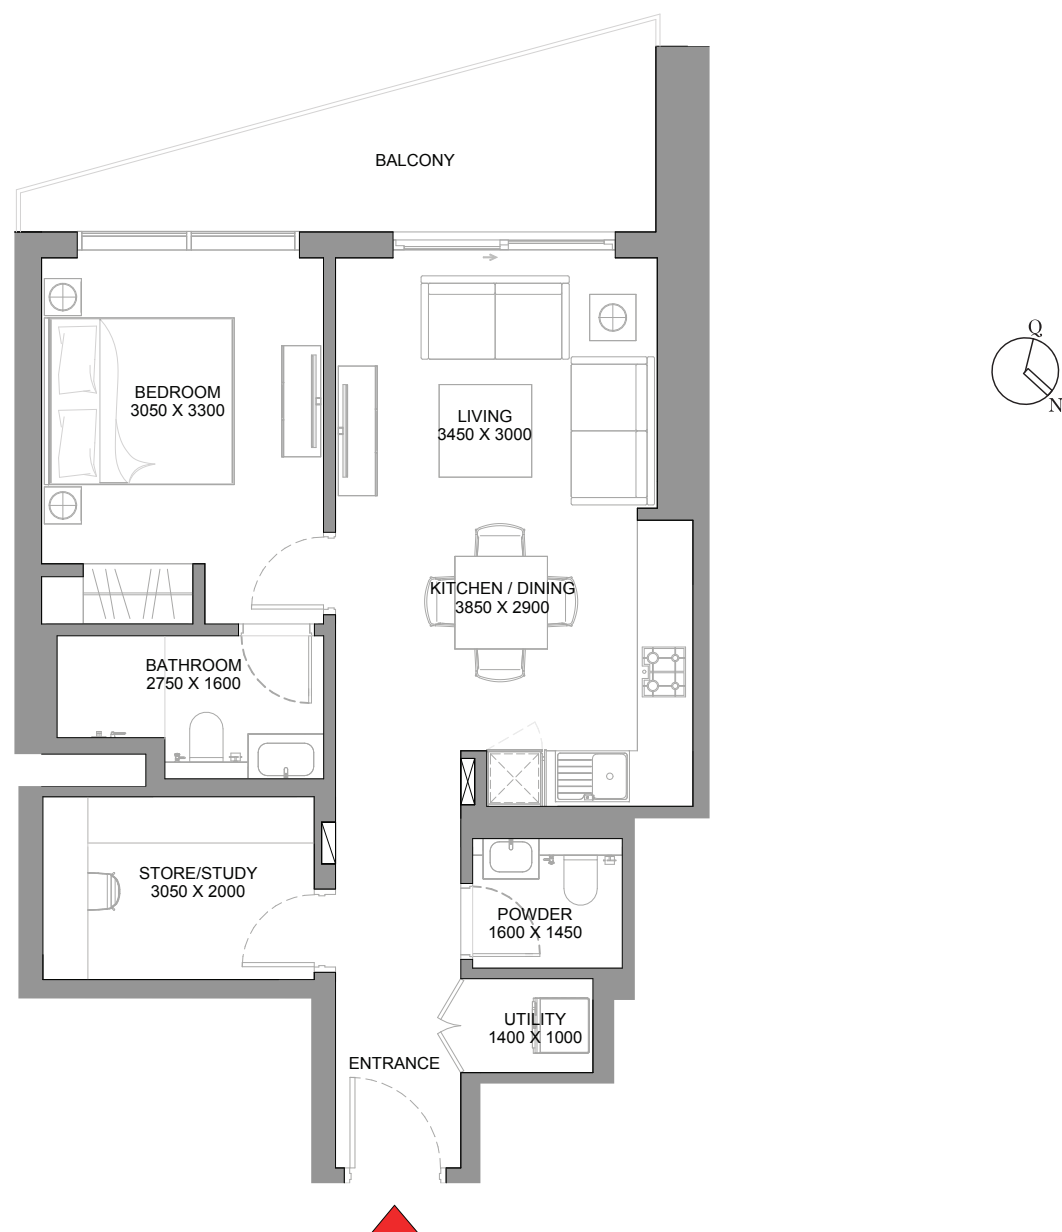 BALCONY
BEDROOM
3050 X 3300
LIVING
3450 X 3000
Q
N
KITCHEN / DINING
3850 X 2900
BATHROOM
2750 X 1600
STORE/STUDY
3050 X 2000
POWDER
1600 X 1450
UTILITY
1400 X 1000
ENTRANCE